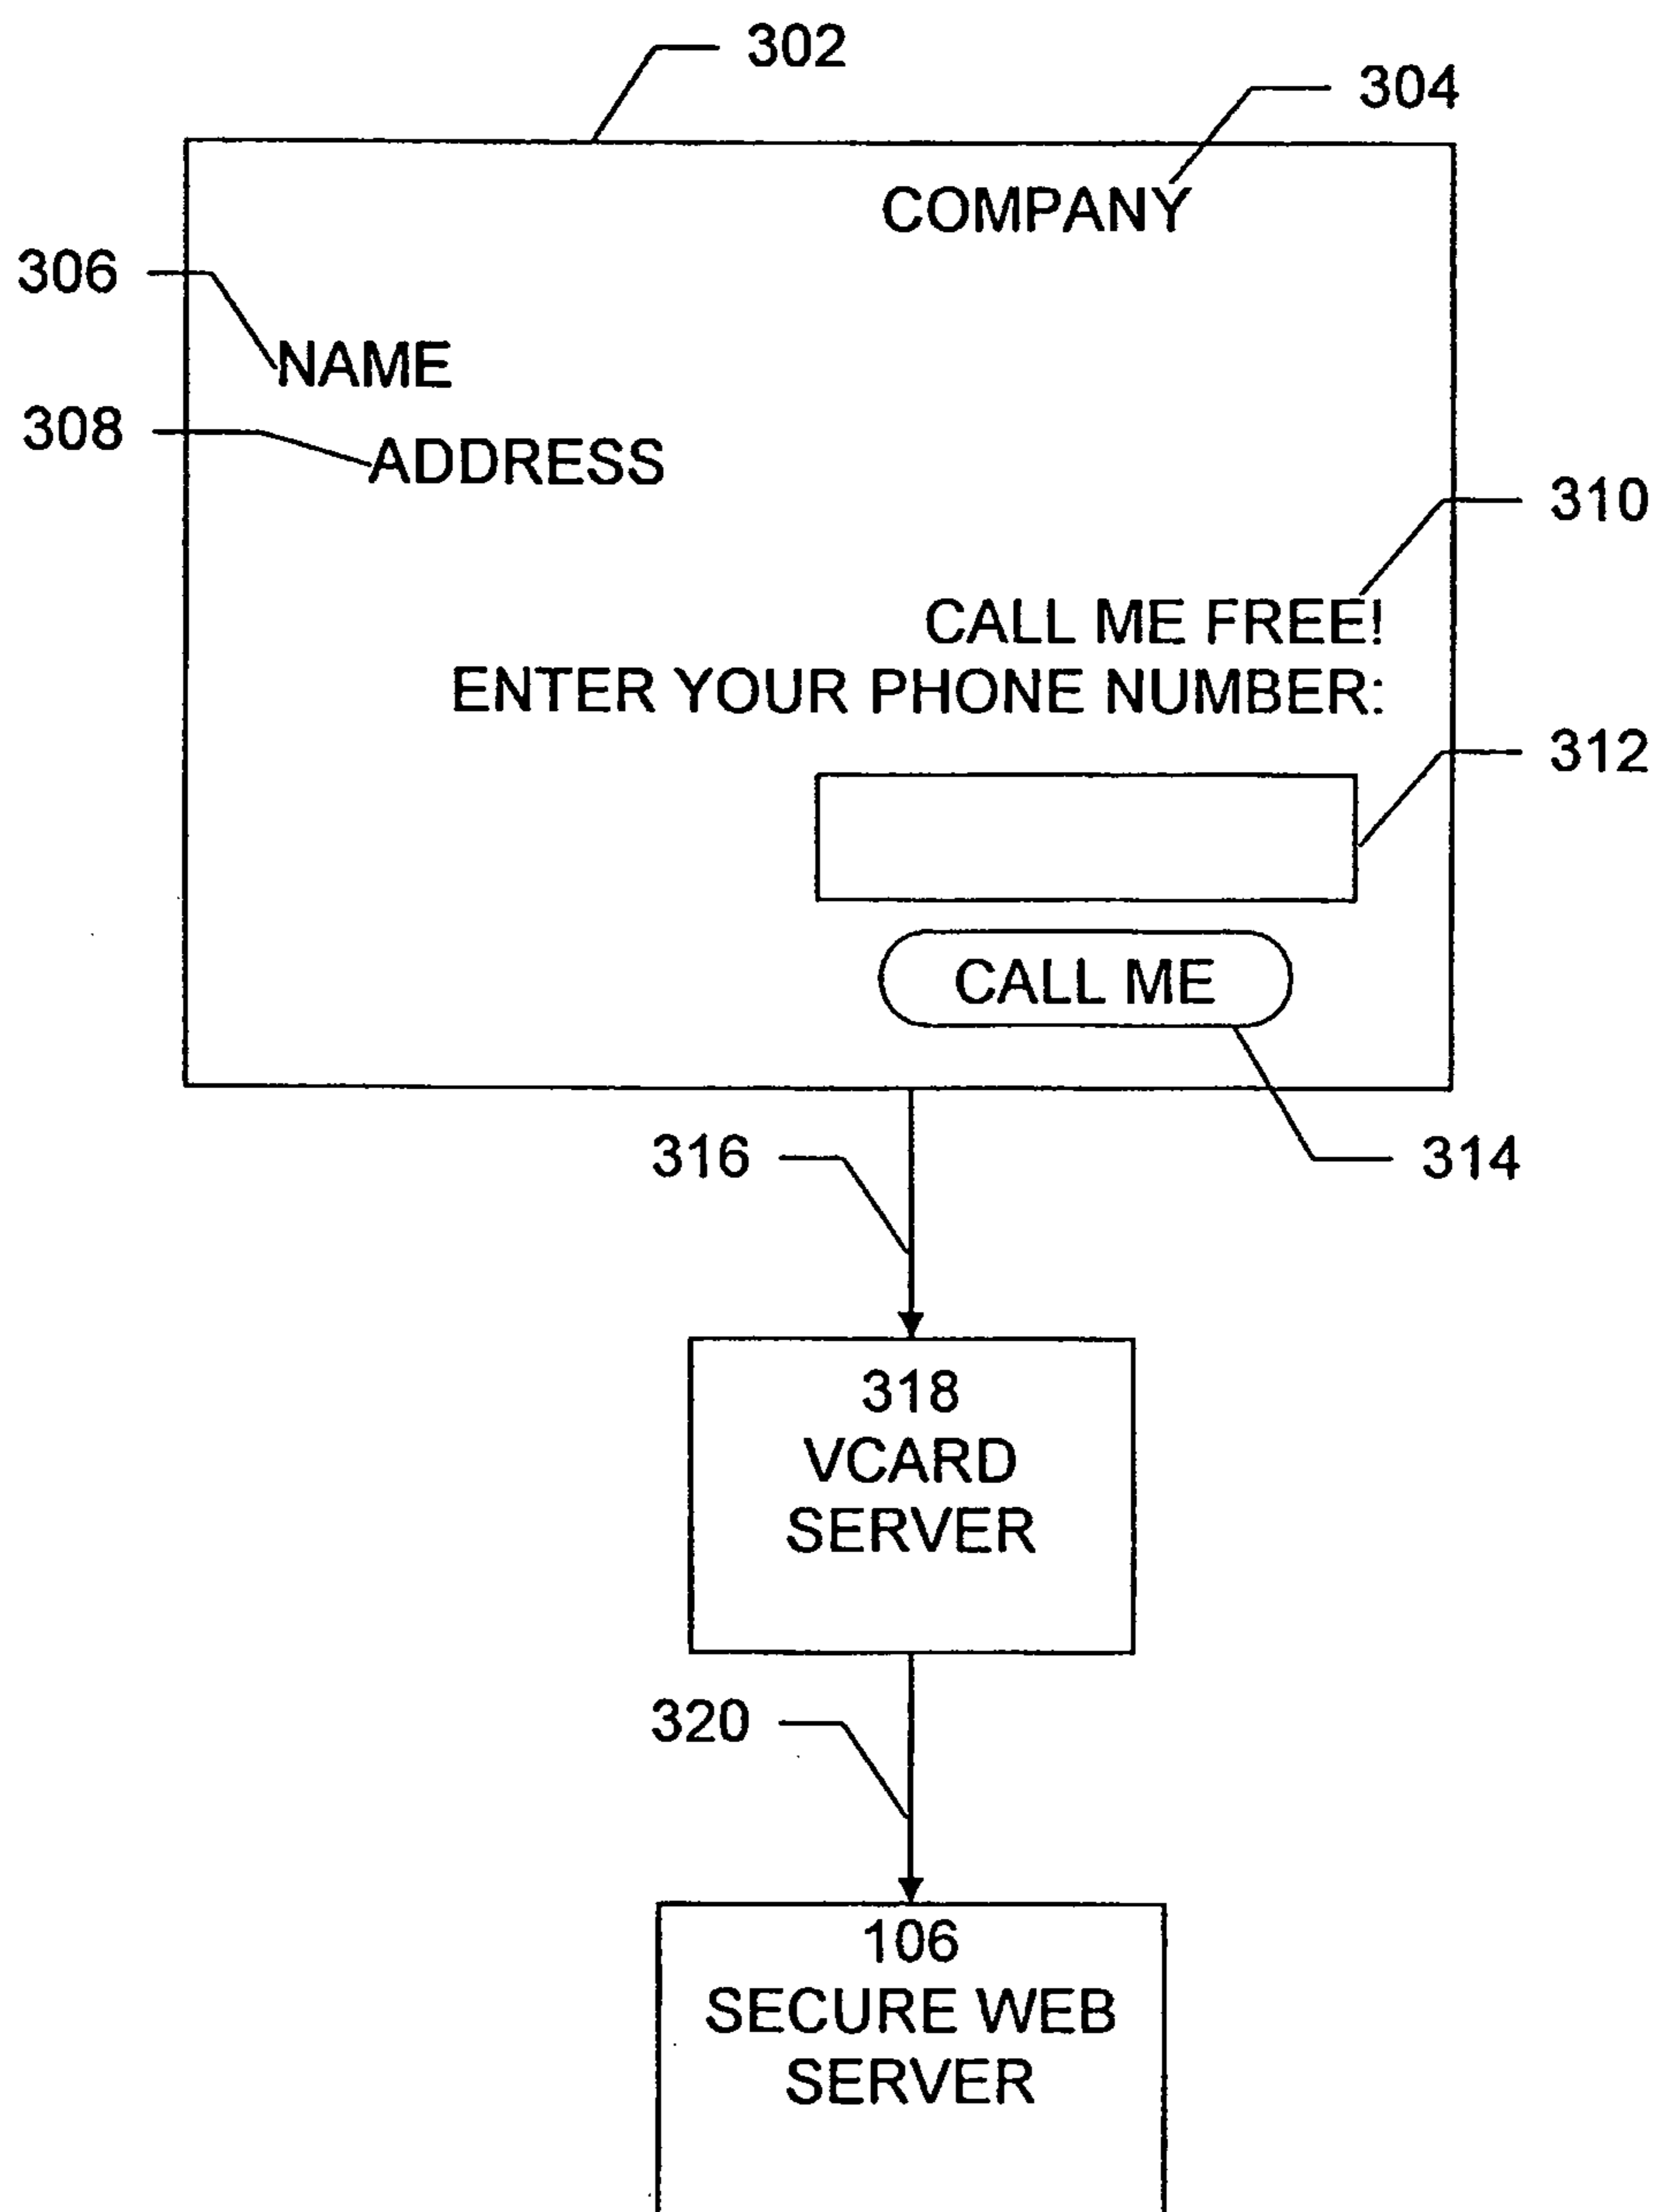 302
304
COMPANY
306
NAME
308
ADDRESS
310
CALL ME FREE!
ENTER YOUR PHONE NUMBER:
312
CALL ME
316
314
318
VCARD
SERVER
320
106
SECURE WEB
SERVER